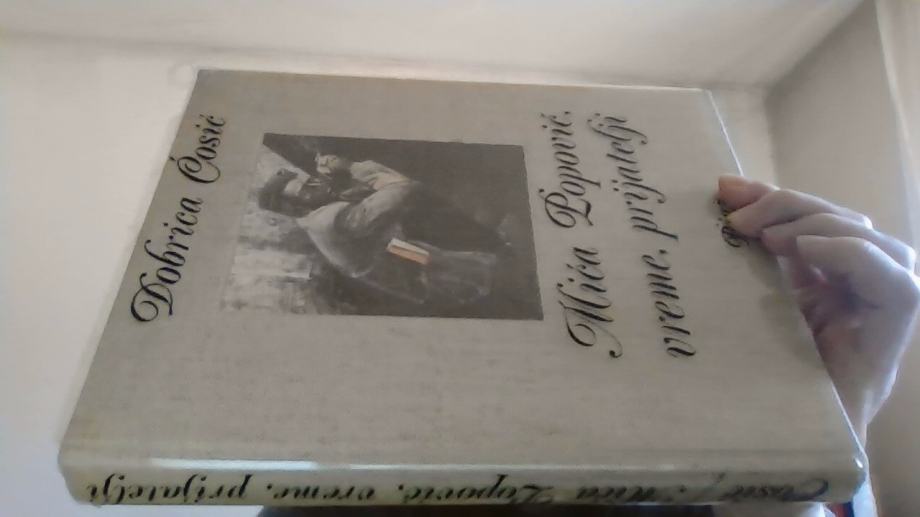 Dobrica Ćosić
Mića Popović,
vreme, prijatelji
Ćosić / Mića Popović, vreme, prijatelji